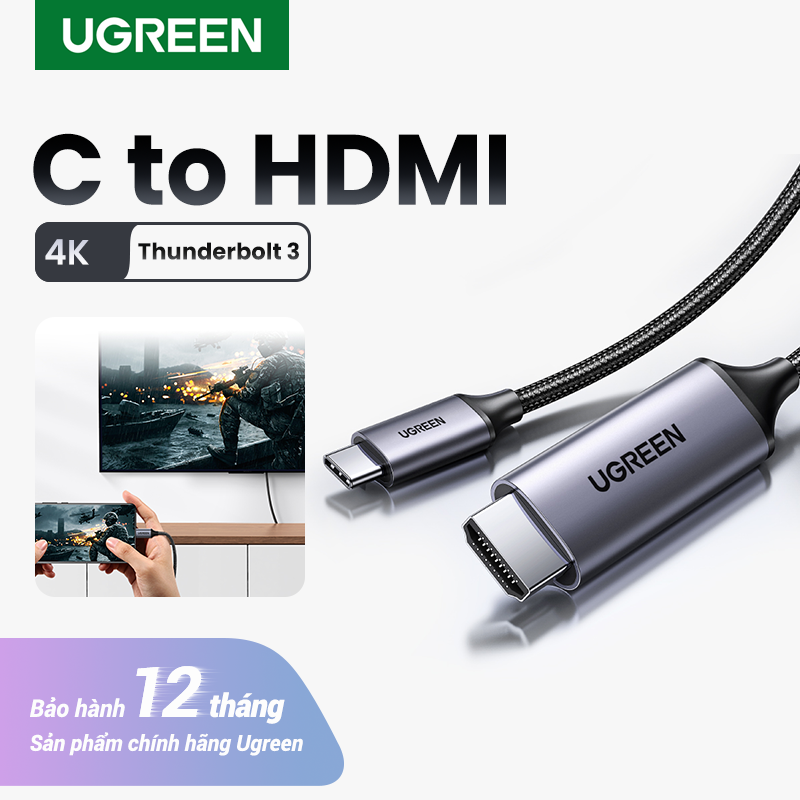 UGREEN
C to HDMI
4K Thunderbolt 3
UGREEN
UGREEN
Bảo hành 12 tháng
Sản phẩm chính hãng Ugreen